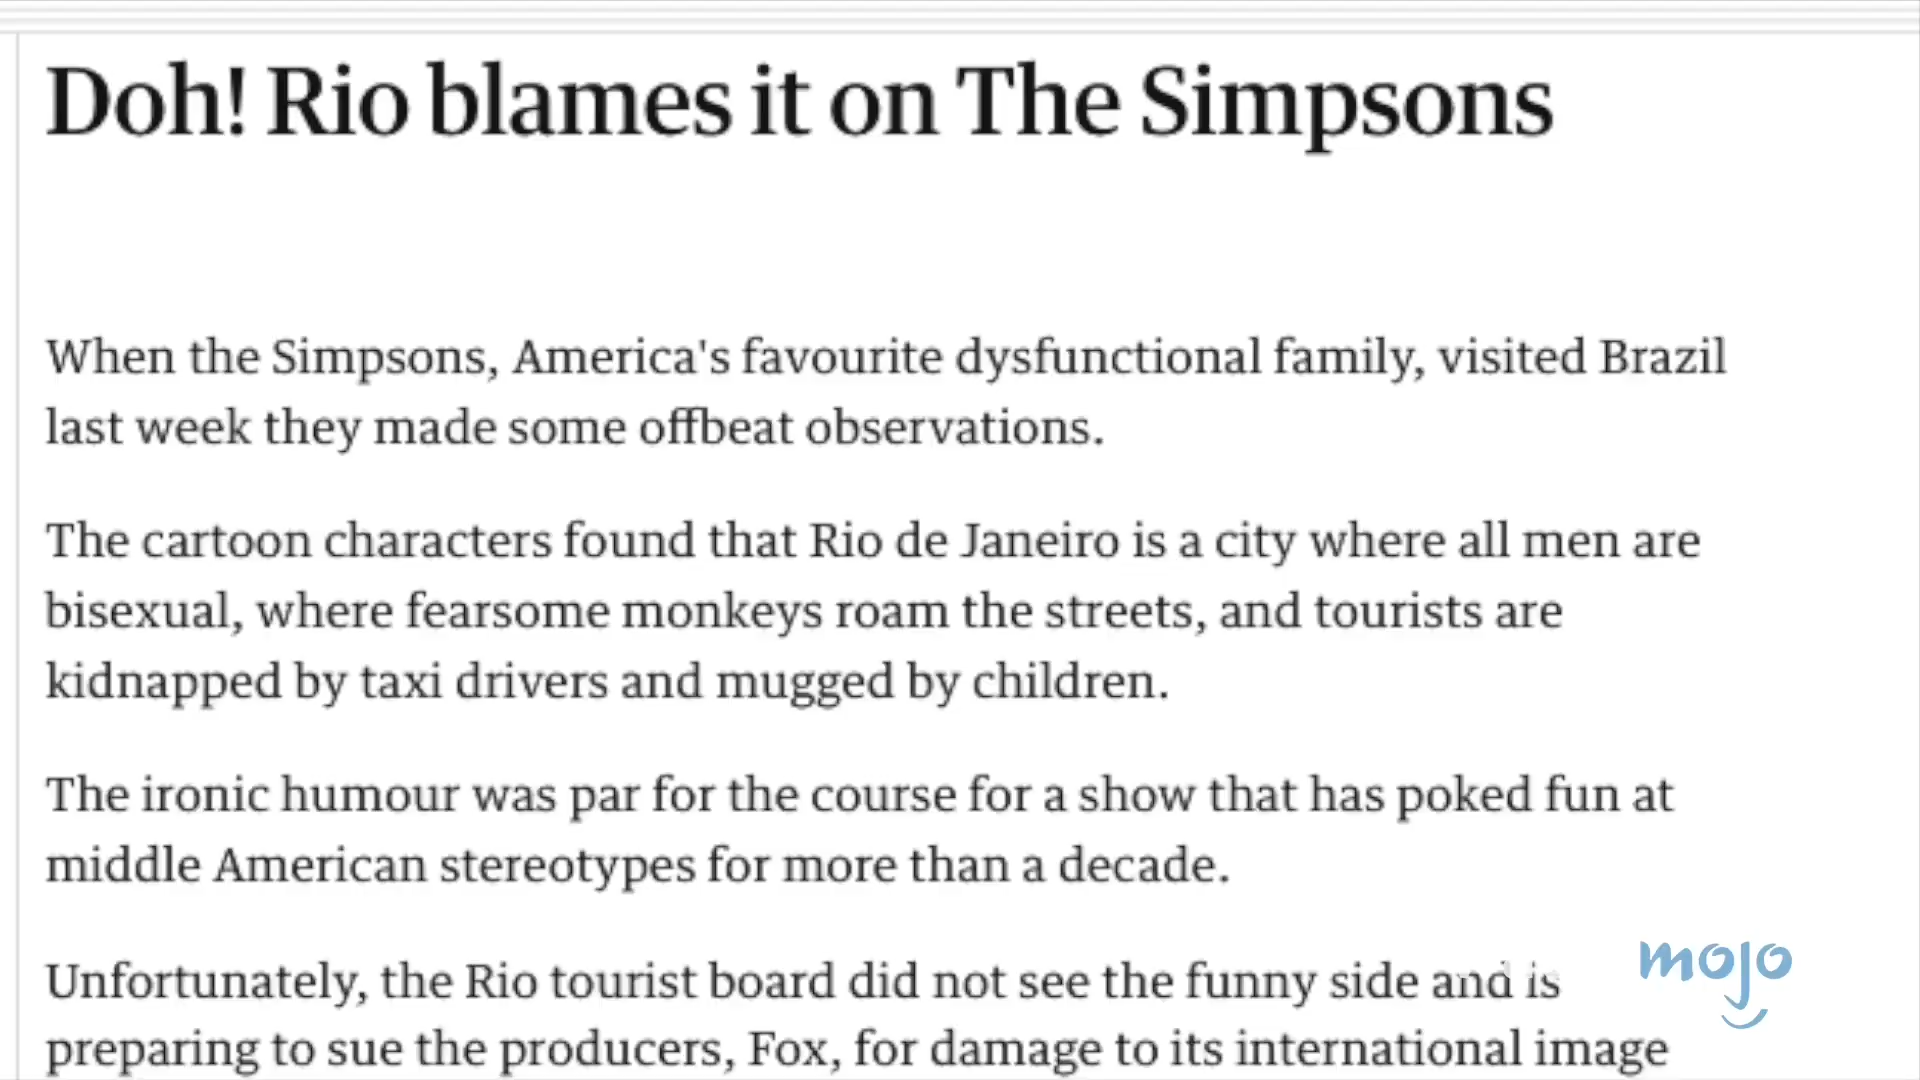 Doh! Rio blames it on The Simpsons
When the Simpsons, America's favourite dysfunctional family, visited Brazil
last week they made some offbeat observations.
The cartoon characters found that Rio de Janeiro is a city where all men are
bisexual, where fearsome monkeys roam the streets, and tourists are
kidnapped by taxi drivers and mugged by children.
The ironic humour was par for the course for a show that has poked fun at
middle American stereotypes for more than a decade.
Unfortunately, the Rio tourist board did not see the funny side and is
preparing to sue the producers, Fox, for damage to its international image
mojo